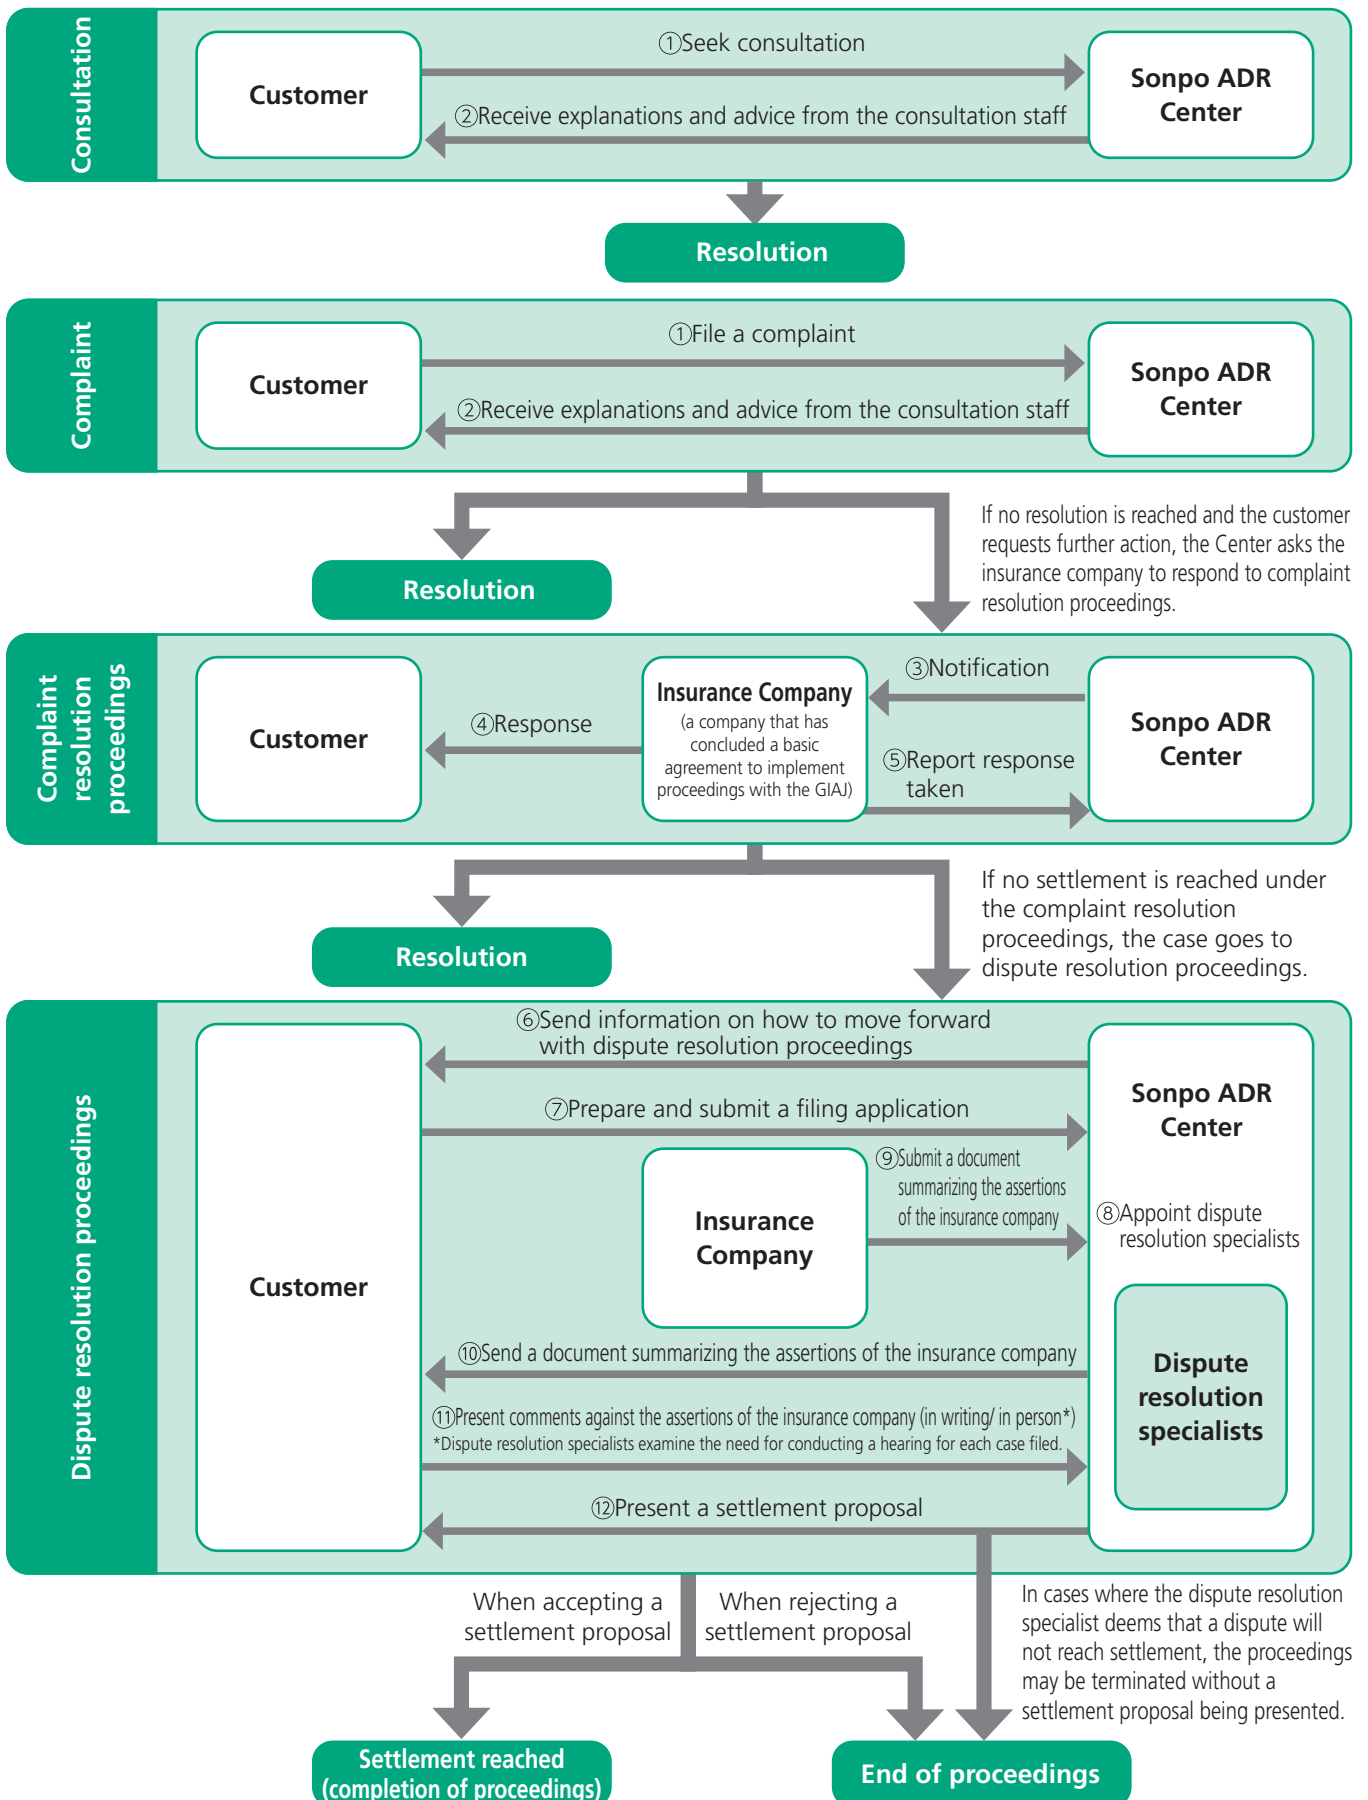 Consultation
Customer
①Seek consultation
②Receive explanations and advice from the consultation staff
Sonpo ADR
Center
Resolution
Complaint
Customer
①File a complaint
②Receive explanations and advice from the consultation staff
Sonpo ADR
Center
Resolution
If no resolution is reached and the customer
requests further action, the Center asks the
insurance company to respond to complaint
resolution proceedings.
Complaint
resolution
proceedings
Customer
④Response
Insurance Company
(a company that has
concluded a basic
agreement to implement
proceedings with the GIAJ)
③Notification
⑤Report response
taken
Sonpo ADR
Center
Resolution
If no settlement is reached under
the complaint resolution
proceedings, the case goes to
dispute resolution proceedings.
Dispute resolution proceedings
Customer
⑥Send information on how to move forward
with dispute resolution proceedings
⑦Prepare and submit a filing application
Sonpo ADR
Center
Insurance
Company
⑨Submit a document
summarizing the assertions
of the insurance company
⑧Appoint dispute
resolution specialists
⑩Send a document summarizing the assertions of the insurance company
⑪Present comments against the assertions of the insurance company (in writing/ in person*)
*Dispute resolution specialists examine the need for conducting a hearing for each case filed.
Dispute
resolution
specialists
⑫Present a settlement proposal
When accepting a
settlement proposal
When rejecting a
settlement proposal
In cases where the dispute resolution
specialist deems that a dispute will
not reach settlement, the proceedings
may be terminated without a
settlement proposal being presented.
Settlement reached
(completion of proceedings)
End of proceedings